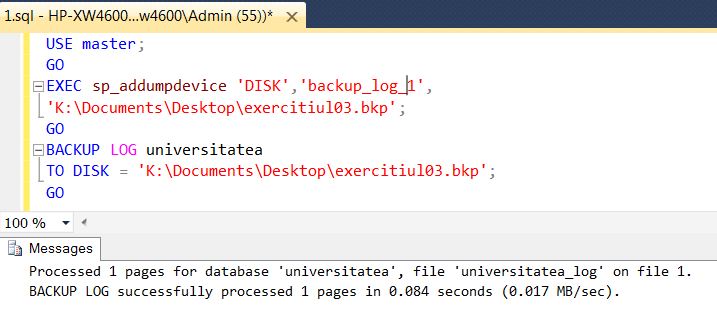 1.sql - HP-XW4600...w4600\Admin (55))* ×
USE master;
GO
EXEC sp_addumpdevice 'DISK','backup_log_1',
'K:\Documents\Desktop\exercitiul03.bkp';
GO
BACKUP LOG universitatea
TO DISK = 'K:\Documents\Desktop\exercitiul03.bkp';
GO
100 %
Messages
Processed 1 pages for database 'universitatea', file 'universitatea_log' on file 1.
BACKUP LOG successfully processed 1 pages in 0.084 seconds (0.017 MB/sec).